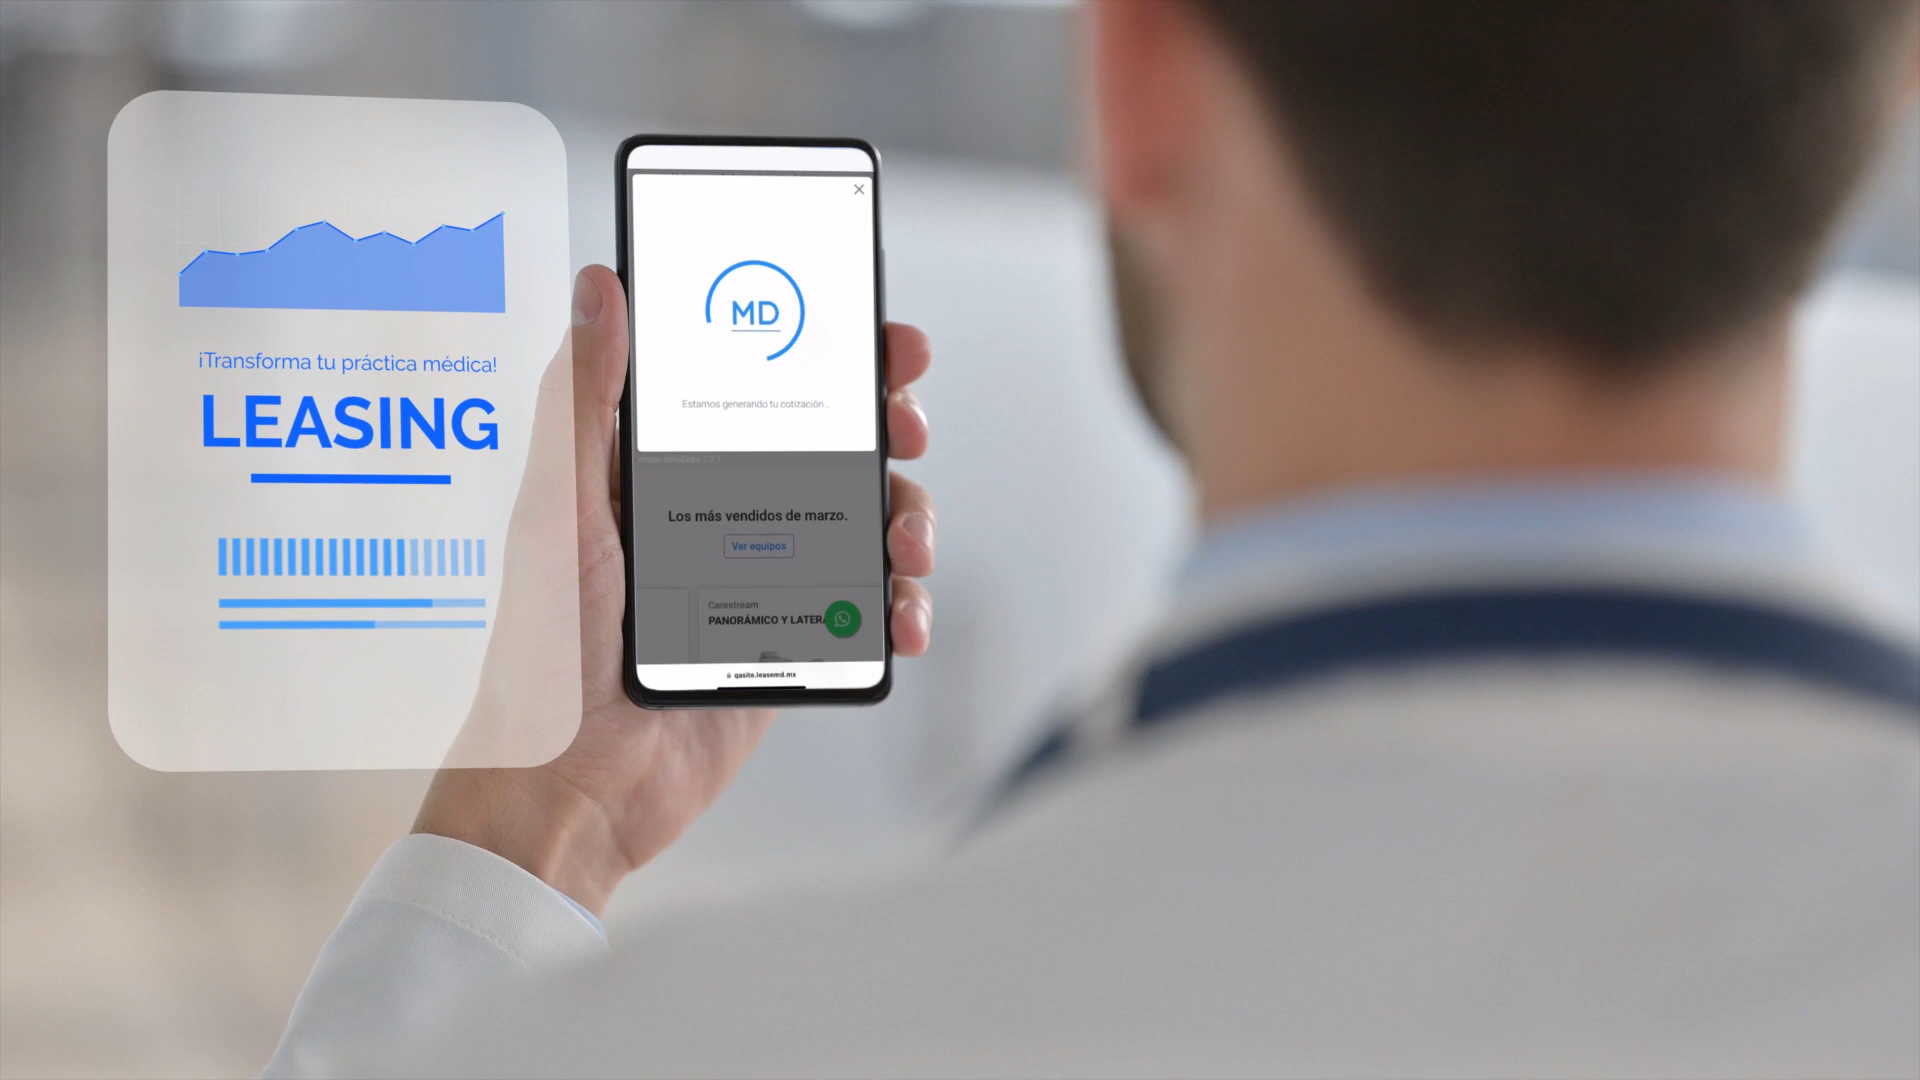 ¡Transforma tu práctica médica!
LEASING
MD
Estamos generando tu cotización...
Los más vendidos de marzo.
Ver equipos
Carestream
PANORÁMICO Y LATERA
qasite.leasemd.mx